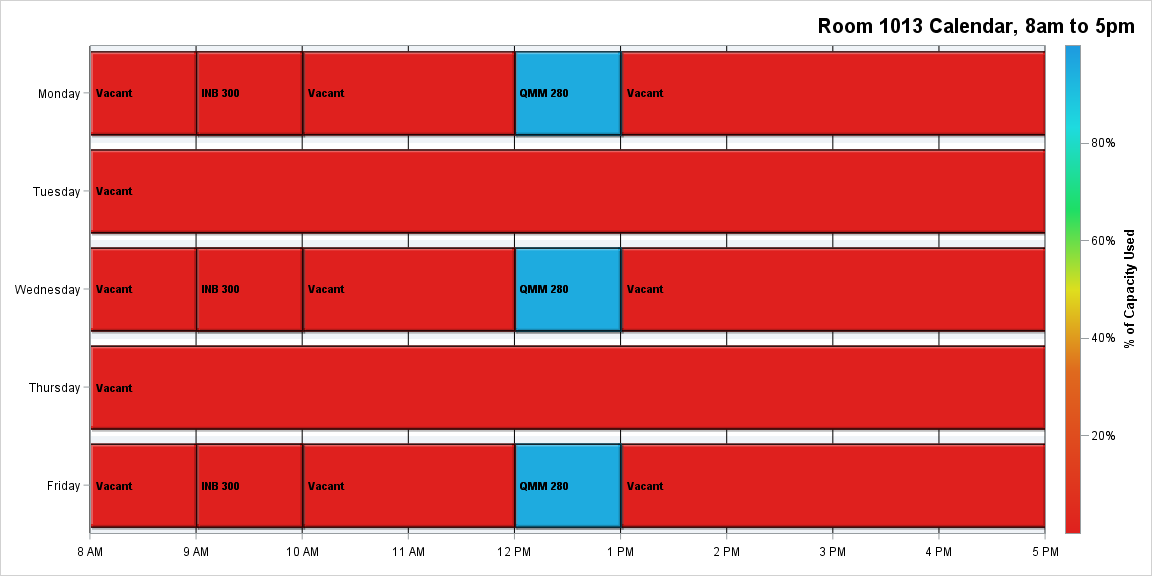 Room 1013 Calendar, 8am to 5pm
Monday
Vacant
INB 300
Vacant
QMM 280
Vacant
Tuesday
Vacant
Wednesday
Vacant
INB 300
Vacant
QMM 280
Vacant
Thursday
Vacant
Friday
Vacant
INB 300
Vacant
QMM 280
Vacant
8 AM
9 AM
10 AM
11 AM
12 PM
1 PM
2 PM
3 PM
4 PM
5 PM
80%
60%
40%
20%
% of Capacity Used